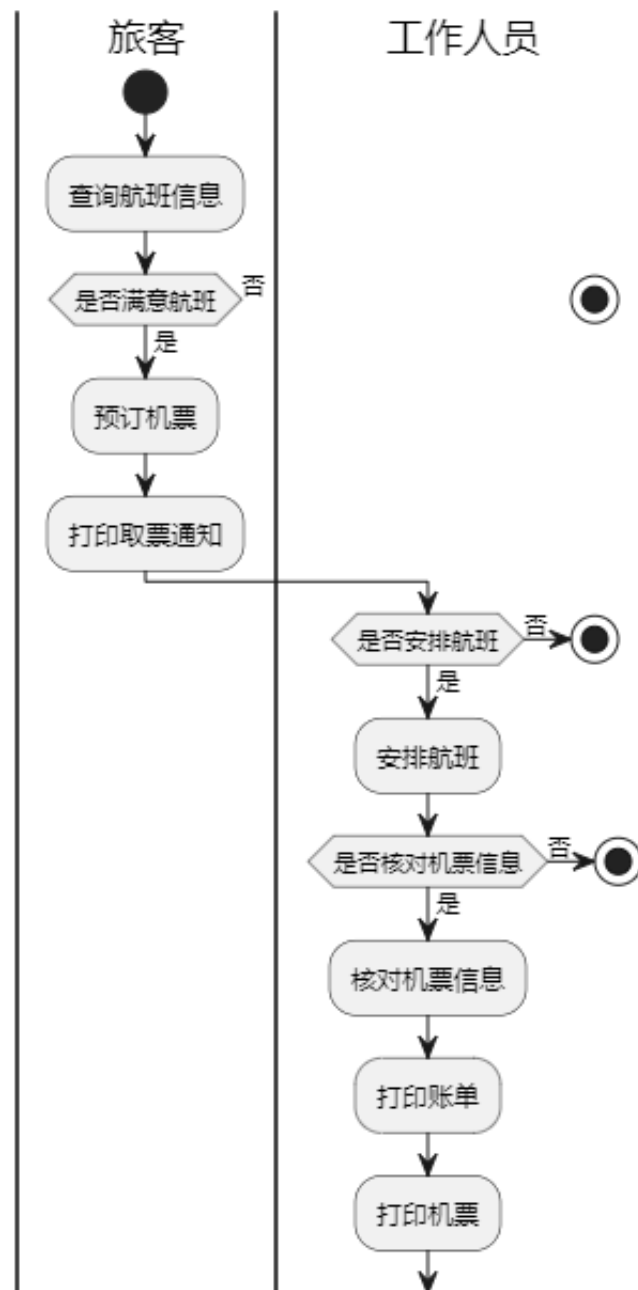 旅客
工作人员
查询航班信息
是否满意航班
否
是
预订机票
打印取票通知
是否安排航班
否
是
安排航班
是否核对机票信息
否
是
核对机票信息
打印账单
打印机票